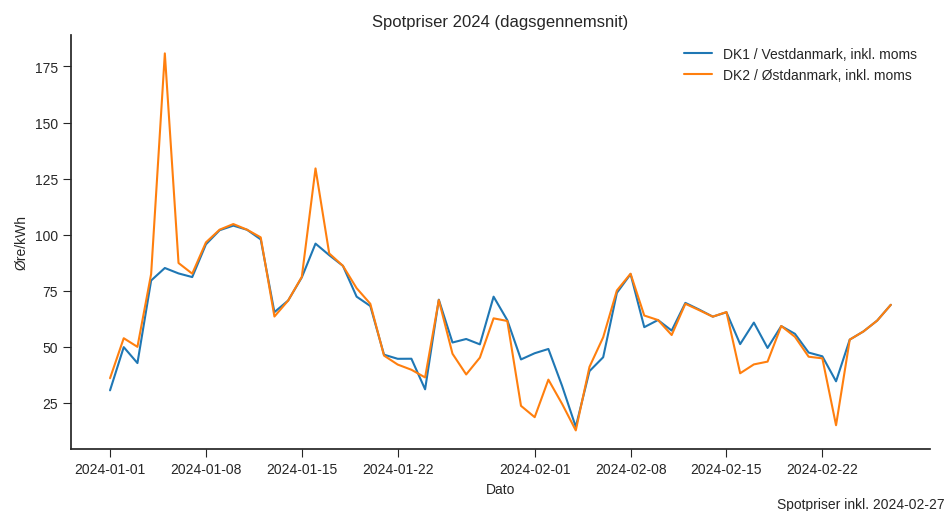 Spotpriser 2024 (dagsgennemsnit)
DK1 / Vestdanmark, inkl. moms
DK2 / Østdanmark, inkl. moms
Øre/kWh
175
150
125
100
75
50
25
2024-01-01 2024-01-08 2024-01-15 2024-01-22 2024-02-01 2024-02-08 2024-02-15 2024-02-22
Dato
Spotpriser inkl. 2024-02-27